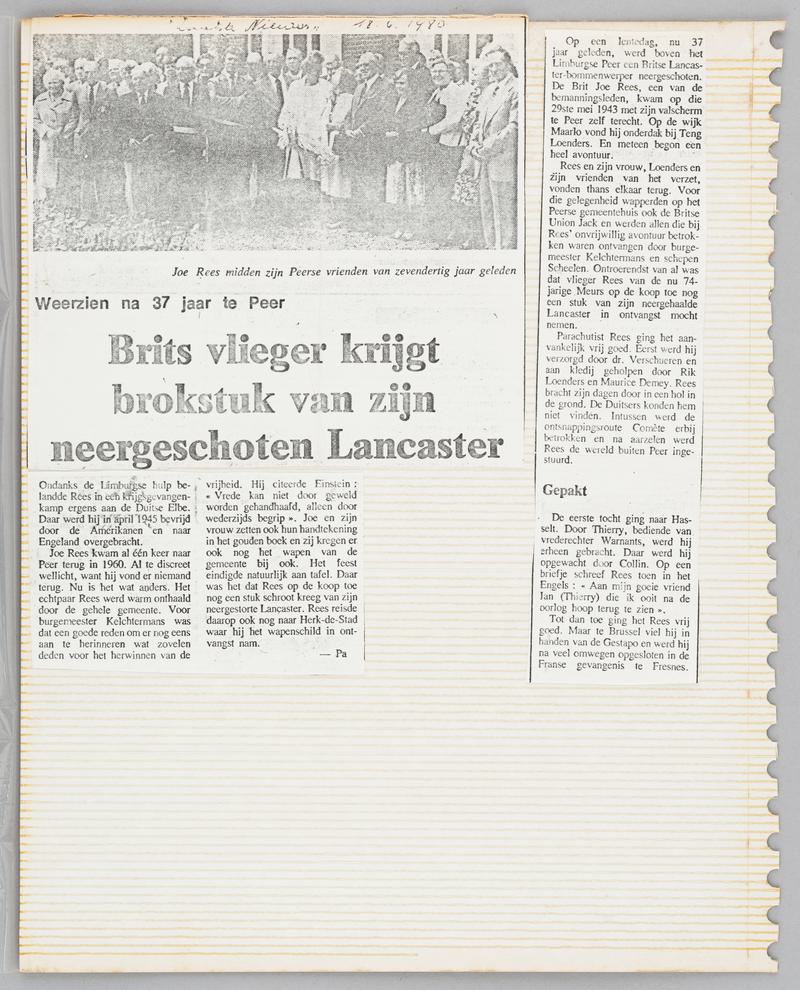 Nieuws 18.6.1980
Joe Rees midden zijn Peerse vrienden van zevendertig jaar geleden
Weerzien na 37 jaar te Peer
Brits vlieger krijgt
brokstuk van zijn
neergeschoten Lancaster
Op een lentedag, nu 37
jaar geleden, werd boven het
Limburgse Peer een Britse Lancas-
ter-bommenwerper neergeschoten.
De Brit Joe Rees, een van de
bemanningsleden, kwam op die
29ste mei 1943 met zijn valscherm
te Peer zelf terecht. Op de wijk
Maarlo vond hij onderdak bij Teng
Loenders. En meteen begon een
heel avontuur.
Rees en zijn vrouw, Loenders en
zijn vrienden van het verzet,
vonden thans elkaar terug. Voor
die gelegenheid wapperden op het
Peerse gemeentehuis ook de Britse
Union Jack en werden allen die bij
Rees' onvrijwillig avontuur betrok-
ken waren ontvangen door burge-
meester Kelchtermans en schepen
Scheelen. Ontroerendst van al was
dat vlieger Rees van de nu 74-
jarige Meurs op de koop toe nog
een stuk van zijn neergehaalde
Lancaster in ontvangst mocht
nemen.
Parachutist Rees ging het aan-
vankelijk vrij goed. Eerst werd hij
verzorgd door dr. Verschueren en
aan kledij geholpen door Rik
Loenders en Maurice Demey. Rees
bracht zijn dagen door in een hol in
de grond. De Duitsers konden hem
niet vinden. Intussen werd de
ontsnappingsroute Comète erbij
betrokken en na aarzelen werd
Rees de wereld buiten Peer inge-
stuurd.
Gepakt
De eerste tocht ging naar Has-
selt. Door Thierry, bediende van
vrederechter Warnants, werd hij
erheen gebracht. Daar werd hij
opgewacht door Collin. Op een
briefje schreef Rees toen in het
Engels : « Aan mijn goeie vriend
Jan (Thierry) die ik ooit na de
oorlog hoop terug te zien ».
Tot dan toe ging het Rees vrij
goed. Maar te Brussel viel hij in
handen van de Gestapo en werd hij
na veel omwegen opgesloten in de
Franse gevangenis te Fresnes.
Ondanks de Limburgse hulp be-
landde Rees in een krijgsgevangen-
kamp ergens aan de Duitse Elbe.
Daar werd hij in april 1945 bevrijd
door de Amerikanen en naar
Engeland overgebracht.
Joe Rees kwam al één keer naar
Peer terug in 1960. Al te discreet
wellicht, want hij vond er niemand
terug. Nu is het wat anders. Het
echtpaar Rees werd warm onthaald
door de gehele gemeente. Voor
burgemeester Kelchtermans was
dat een goede reden om er nog eens
aan te herinneren wat zovelen
deden voor het herwinnen van de
vrijheid. Hij citeerde Einstein :
« Vrede kan niet door geweld
worden gehandhaafd, alleen door
wederzijds begrip ». Joe en zijn
vrouw zetten ook hun handtekening
in het gouden boek en zij kregen er
ook nog het wapen van de
gemeente bij ook. Het feest
eindigde natuurlijk aan tafel. Daar
was het dat Rees op de koop toe
nog een stuk schroot kreeg van zijn
neergestorte Lancaster. Rees reisde
daarop ook nog naar Herk-de-Stad
waar hij het wapenschild in ont-
vangst nam.
— Pa